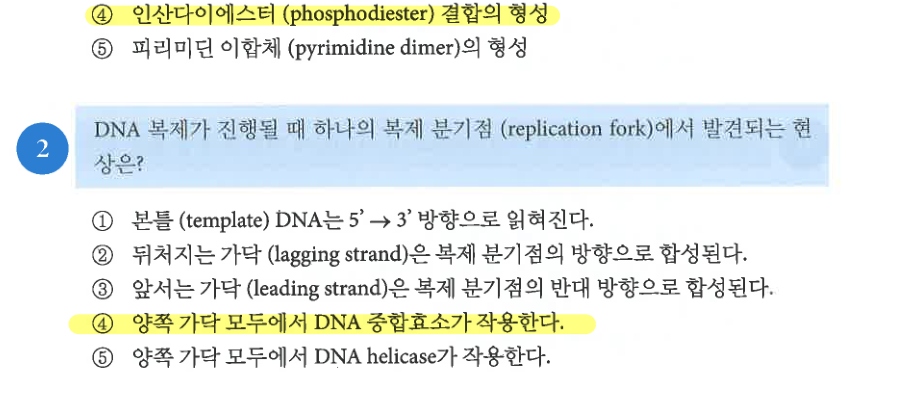 ④ 인산다이에스터 (phosphodiester) 결합의 형성
⑤ 피리미딘 이합체 (pyrimidine dimer)의 형성
2
DNA 복제가 진행될 때 하나의 복제 분기점 (replication fork)에서 발견되는 현
상은?
① 본틀 (template) DNA는 5’ → 3’ 방향으로 읽혀진다.
② 뒤처지는 가닥 (lagging strand)은 복제 분기점의 방향으로 합성된다.
③ 앞서는 가닥 (leading strand)은 복제 분기점의 반대 방향으로 합성된다.
④ 양쪽 가닥 모두에서 DNA 중합효소가 작용한다.
⑤ 양쪽 가닥 모두에서 DNA helicase가 작용한다.